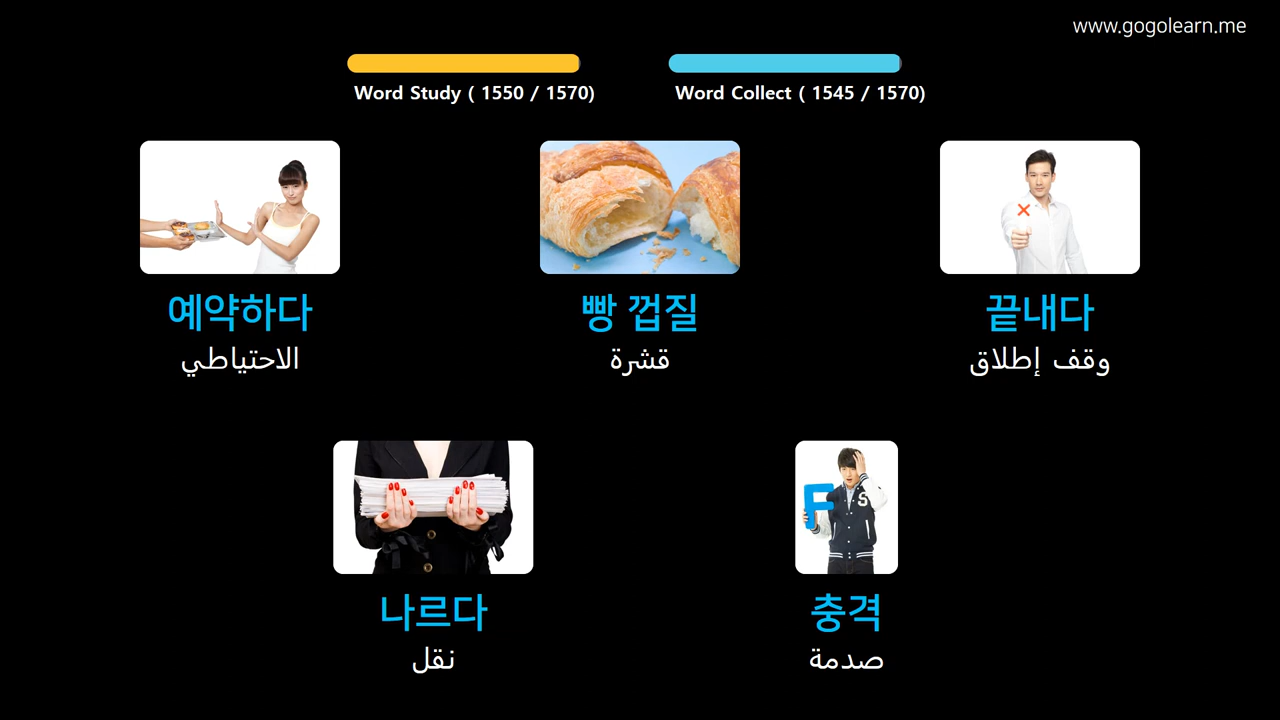 www.gogolearn.me
Word Study ( 1550 / 1570)
Word Collect ( 1545 / 1570)
예약하다
الاحتياطي
빵 껍질
قشرة
끝내다
وقف إطلاق
나르다
نقل
F
S
충격
صدمة